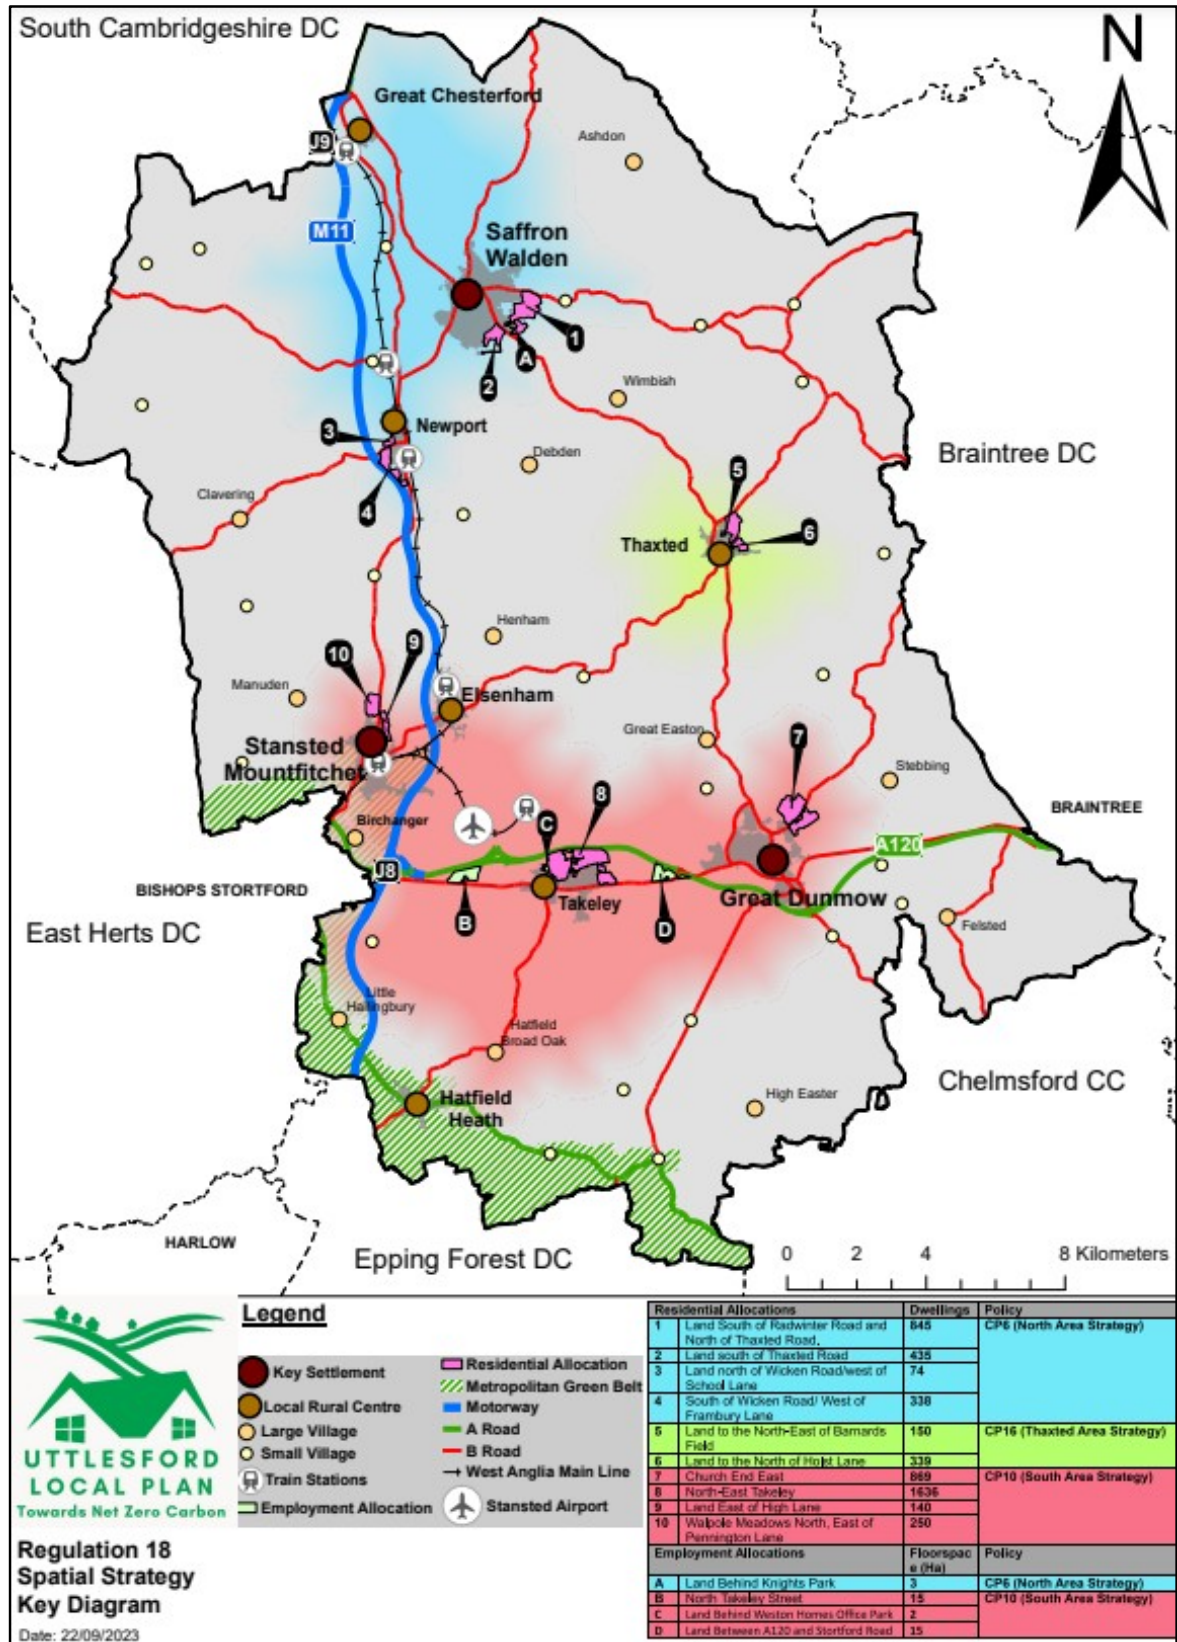 South Cambridgeshire DC
N
Great Chesterford
Ashdon
J9
M11
Saffron
Walden
1
A
2
Wimbish
3
Newport
Debden
Braintree DC
5
Clavering
4
6
Thaxted
Henham
10
9
Manuden
Elsenham
7
Great Easton
Stansted
Mountfitchet
Stebbing
8
BRAINTREE
Birchanger
C
A120
J8
BISHOPS STORTFORD
Great Dunmow
Takeley
B
D
East Herts DC
Felsted
Little
Hallingbury
Hatfield
Broad Oak
Chelmsford CC
Hatfield
Heath
High Easter
HARLOW
Epping Forest DC
0 2 4 8 Kilometers
UTTLESFORD
LOCAL PLAN
Towards Net Zero Carbon
Regulation 18
Spatial Strategy
Key Diagram
Date: 22/09/2023
Legend
Key Settlement
Local Rural Centre
Large Village
Small Village
Train Stations
Employment Allocation
Residential Allocation
Metropolitan Green Belt
Motorway
A Road
B Road
West Anglia Main Line
Stansted Airport
Residential Allocations Dwellings Policy
1 Land South of Radwinter Road and North of Thaxted Road, 845 CP6 (North Area Strategy)
2 Land south of Thaxted Road 435
3 Land north of Wicken Road/west of School Lane 74
4 South of Wicken Road/ West of Frambury Lane 338
5 Land to the North-East of Barnards Field 150 CP16 (Thaxted Area Strategy)
6 Land to the North of Holst Lane 339
7 Church End East 869 CP10 (South Area Strategy)
8 North-East Takeley 1636
9 Land East of High Lane 140
10 Walpole Meadows North, East of Pennington Lane 250
Employment Allocations Floorspac e (Ha) Policy
A Land Behind Knights Park 3 CP6 (North Area Strategy)
B North Takeley Street 15 CP10 (South Area Strategy)
C Land Behind Weston Homes Office Park 2
D Land Between A120 and Stortford Road 15